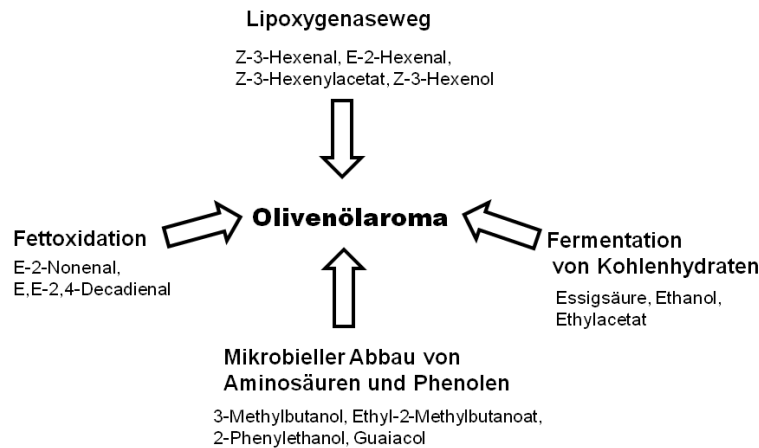 Lipoxygenaseweg
Z-3-Hexenal, E-2-Hexenal,
Z-3-Hexenylacetat, Z-3-Hexenol
Olivenölaroma
Fettoxidation
E-2-Nonenal,
E,E-2,4-Decadienal
Fermentation
von Kohlenhydraten
Essigsäure, Ethanol,
Ethylacetat
Mikrobieller Abbau von
Aminosäuren und Phenolen
3-Methylbutanol, Ethyl-2-Methylbutanoat,
2-Phenylethanol, Guaiacol